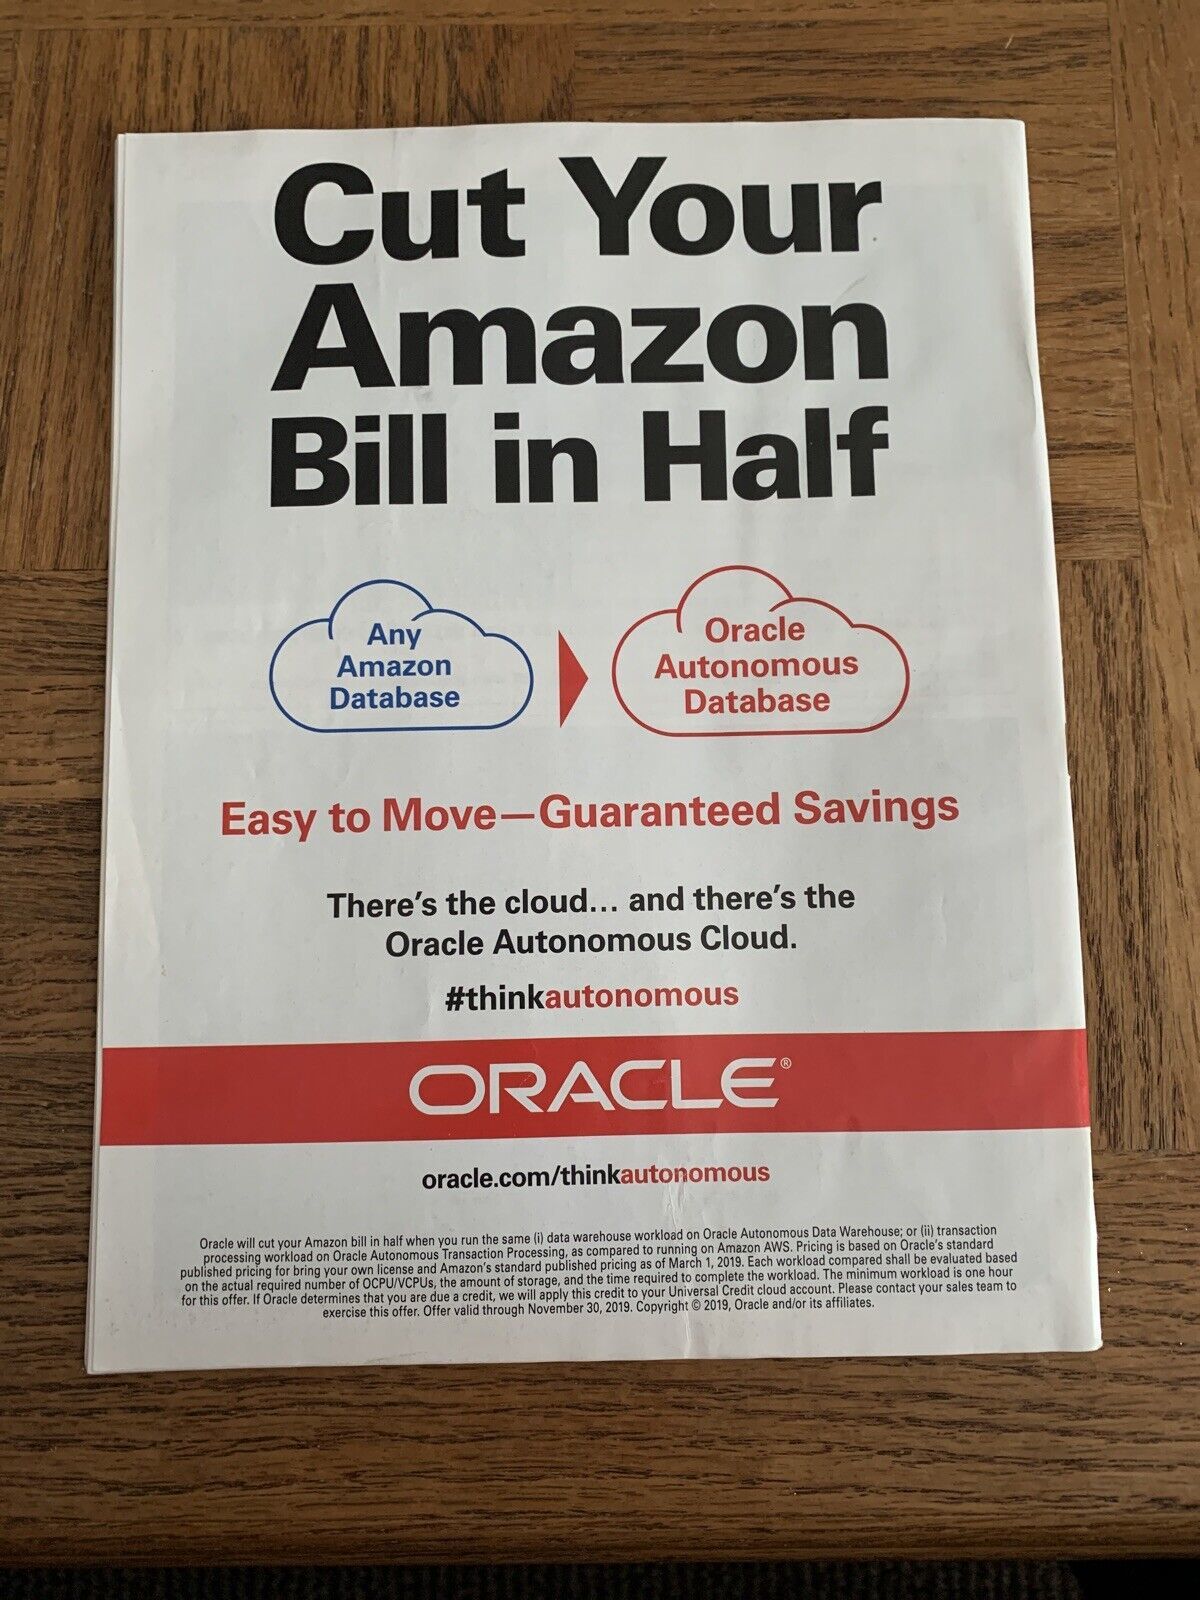 Cut Your
Amazon
Bill in Half
Any
Amazon
Database
Oracle
Autonomous
Database
Easy to Move—Guaranteed Savings
There's the cloud... and there's the
Oracle Autonomous Cloud.
#thinkautonomous
ORACLE®
oracle.com/thinkautonomous
Oracle will cut your Amazon bill in half when you run the same (i) data warehouse workload on Oracle Autonomous Data Warehouse; or (ii) transaction
processing workload on Oracle Autonomous Transaction Processing, as compared to running on Amazon AWS. Pricing is based on Oracle's standard
published pricing for bring your own license and Amazon's standard published pricing as of March 1, 2019. Each workload compared shall be evaluated based
on the actual required number of OCPU/VCPUs, the amount of storage, and the time required to complete the workload. The minimum workload is one hour
for this offer. If Oracle determines that you are due a credit, we will apply this credit to your Universal Credit cloud account. Please contact your sales team to
exercise this offer. Offer valid through November 30, 2019. Copyright © 2019, Oracle and/or its affiliates.